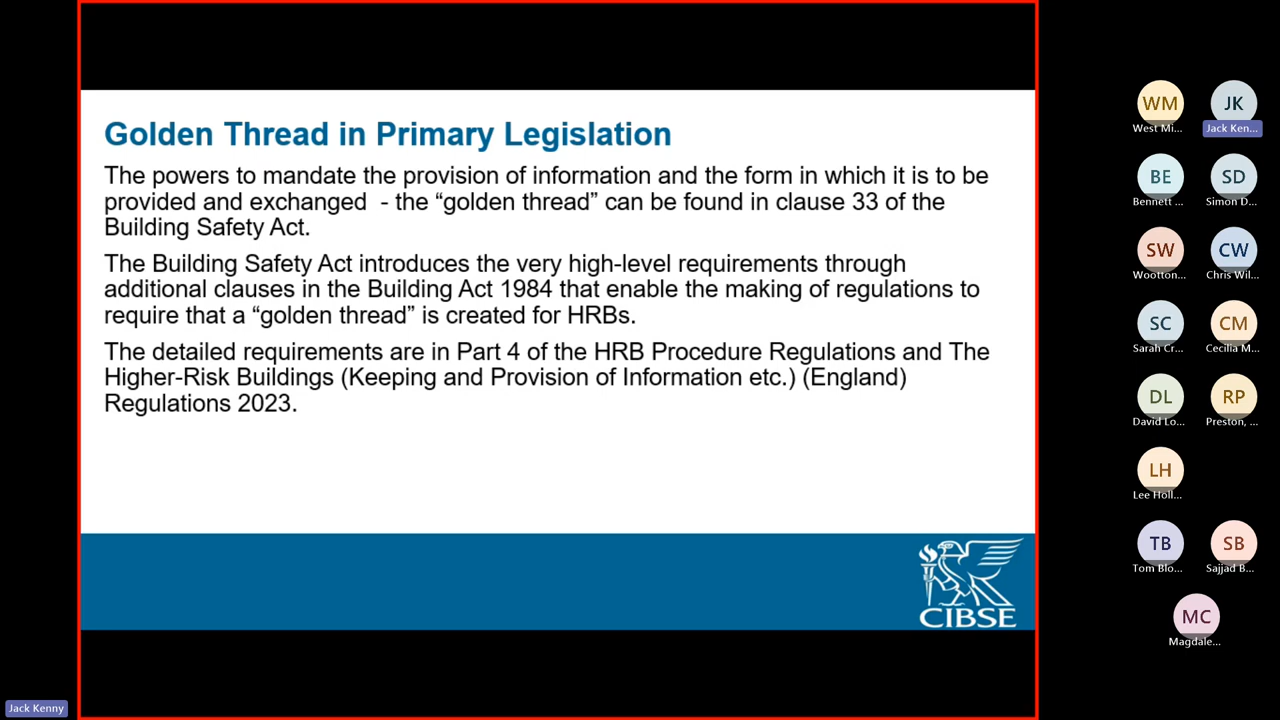 Golden Thread in Primary Legislation
The powers to mandate the provision of information and the form in which it is to be
provided and exchanged  - the “golden thread” can be found in clause 33 of the
Building Safety Act.
The Building Safety Act introduces the very high-level requirements through
additional clauses in the Building Act 1984 that enable the making of regulations to
require that a “golden thread” is created for HRBs.
The detailed requirements are in Part 4 of the HRB Procedure Regulations and The
Higher-Risk Buildings (Keeping and Provision of Information etc.) (England)
Regulations 2023.
CIBSE
WM
West Mi...
JK
Jack Ken...
BE
Bennett ...
SD
Simon D...
SW
Wootton...
CW
Chris Wil...
SC
Sarah Cr...
CM
Cecilia M...
DL
David Lo...
RP
Preston, ...
LH
Lee Holl...
TB
Tom Blo...
SB
Sajjad B...
MC
Magdale...
Jack Kenny